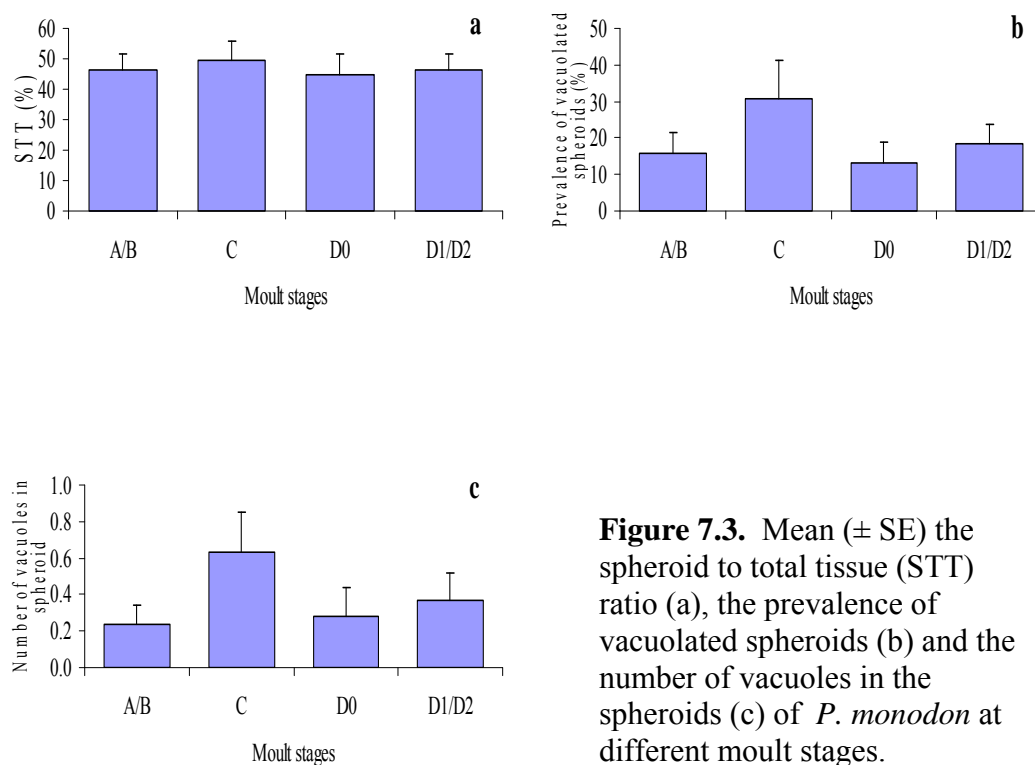 a
STT (%)
60
50
40
30
20
10
0
A/B C D0 D1/D2
Moult stages
b
Prevalence of vacuolated
spheroids (%)
50
40
30
20
10
0
A/B C D0 D1/D2
Moult stages
c
Number of vacuoles in
spheroid
1.0
0.8
0.6
0.4
0.2
0.0
A/B C D0 D1/D2
Moult stages
Figure 7.3. Mean (± SE) the
spheroid to total tissue (STT)
ratio (a), the prevalence of
vacuolated spheroids (b) and the
number of vacuoles in the
spheroids (c) of P. monodon at
different moult stages.